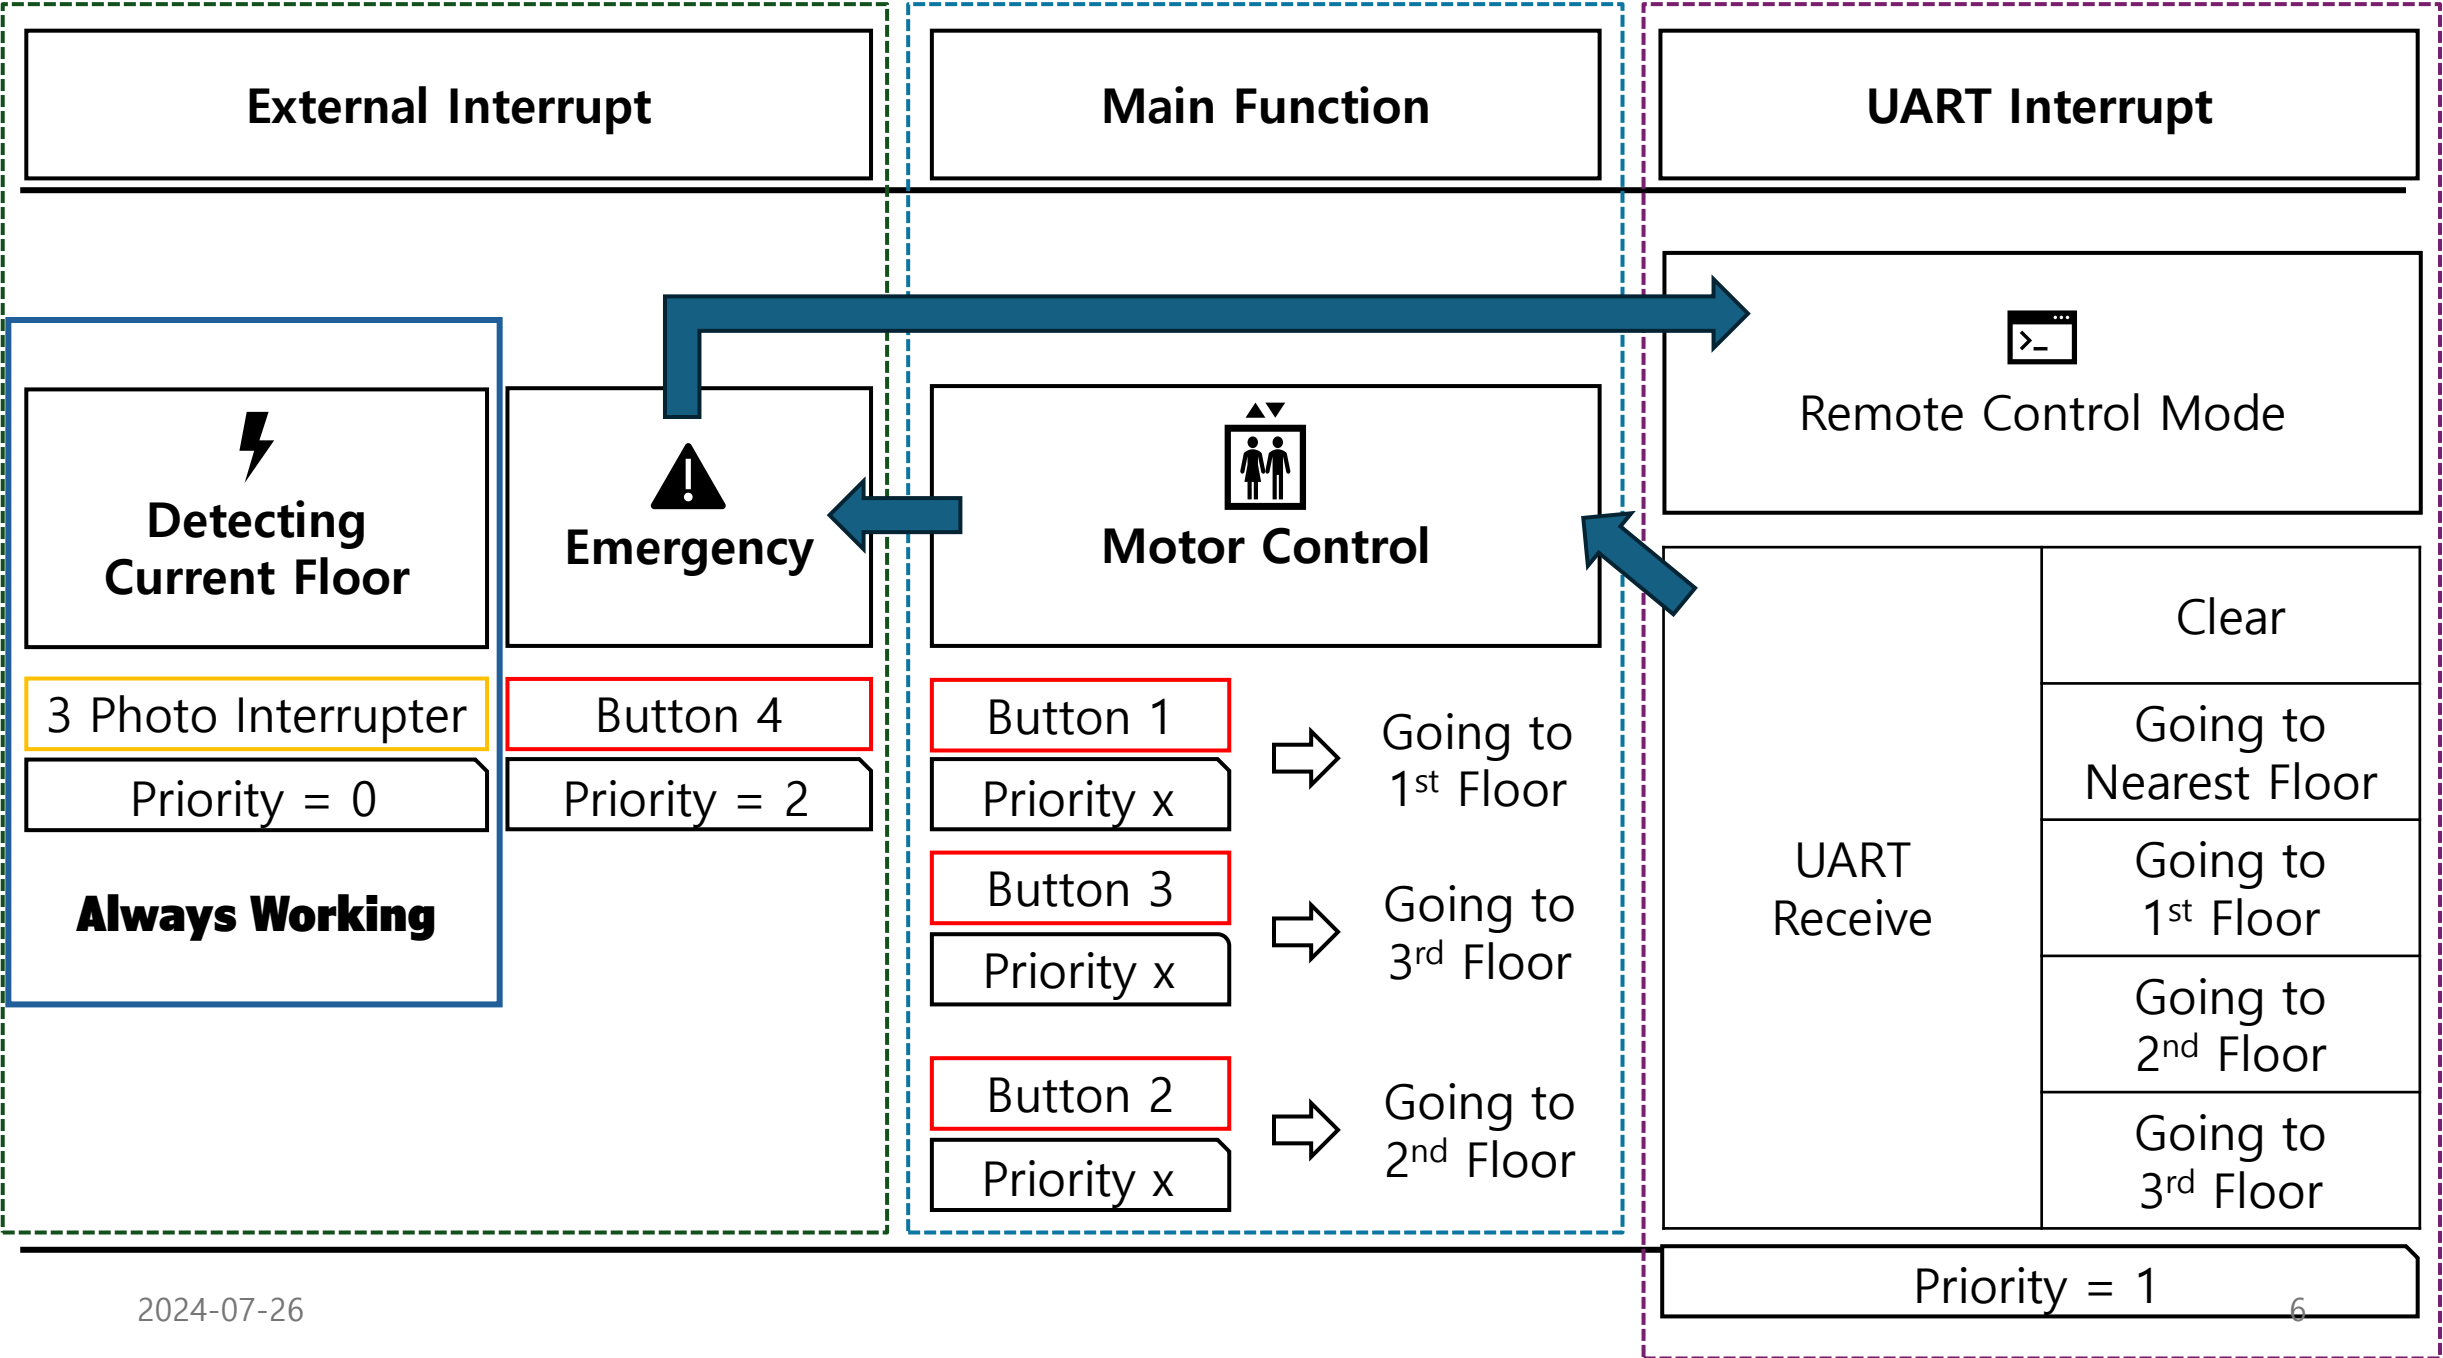 External Interrupt
Main Function
UART Interrupt
Detecting
Current Floor
3 Photo Interrupter
Priority = 0
Always Working
Emergency
Button 4
Priority = 2
Motor Control
Button 1
Priority x
Going to
1st Floor
Button 3
Priority x
Going to
3rd Floor
Button 2
Priority x
Going to
2nd Floor
Remote Control Mode
UART
Receive
Clear
Going to
Nearest Floor
Going to
1st Floor
Going to
2nd Floor
Going to
3rd Floor
Priority = 1
2024-07-26
6